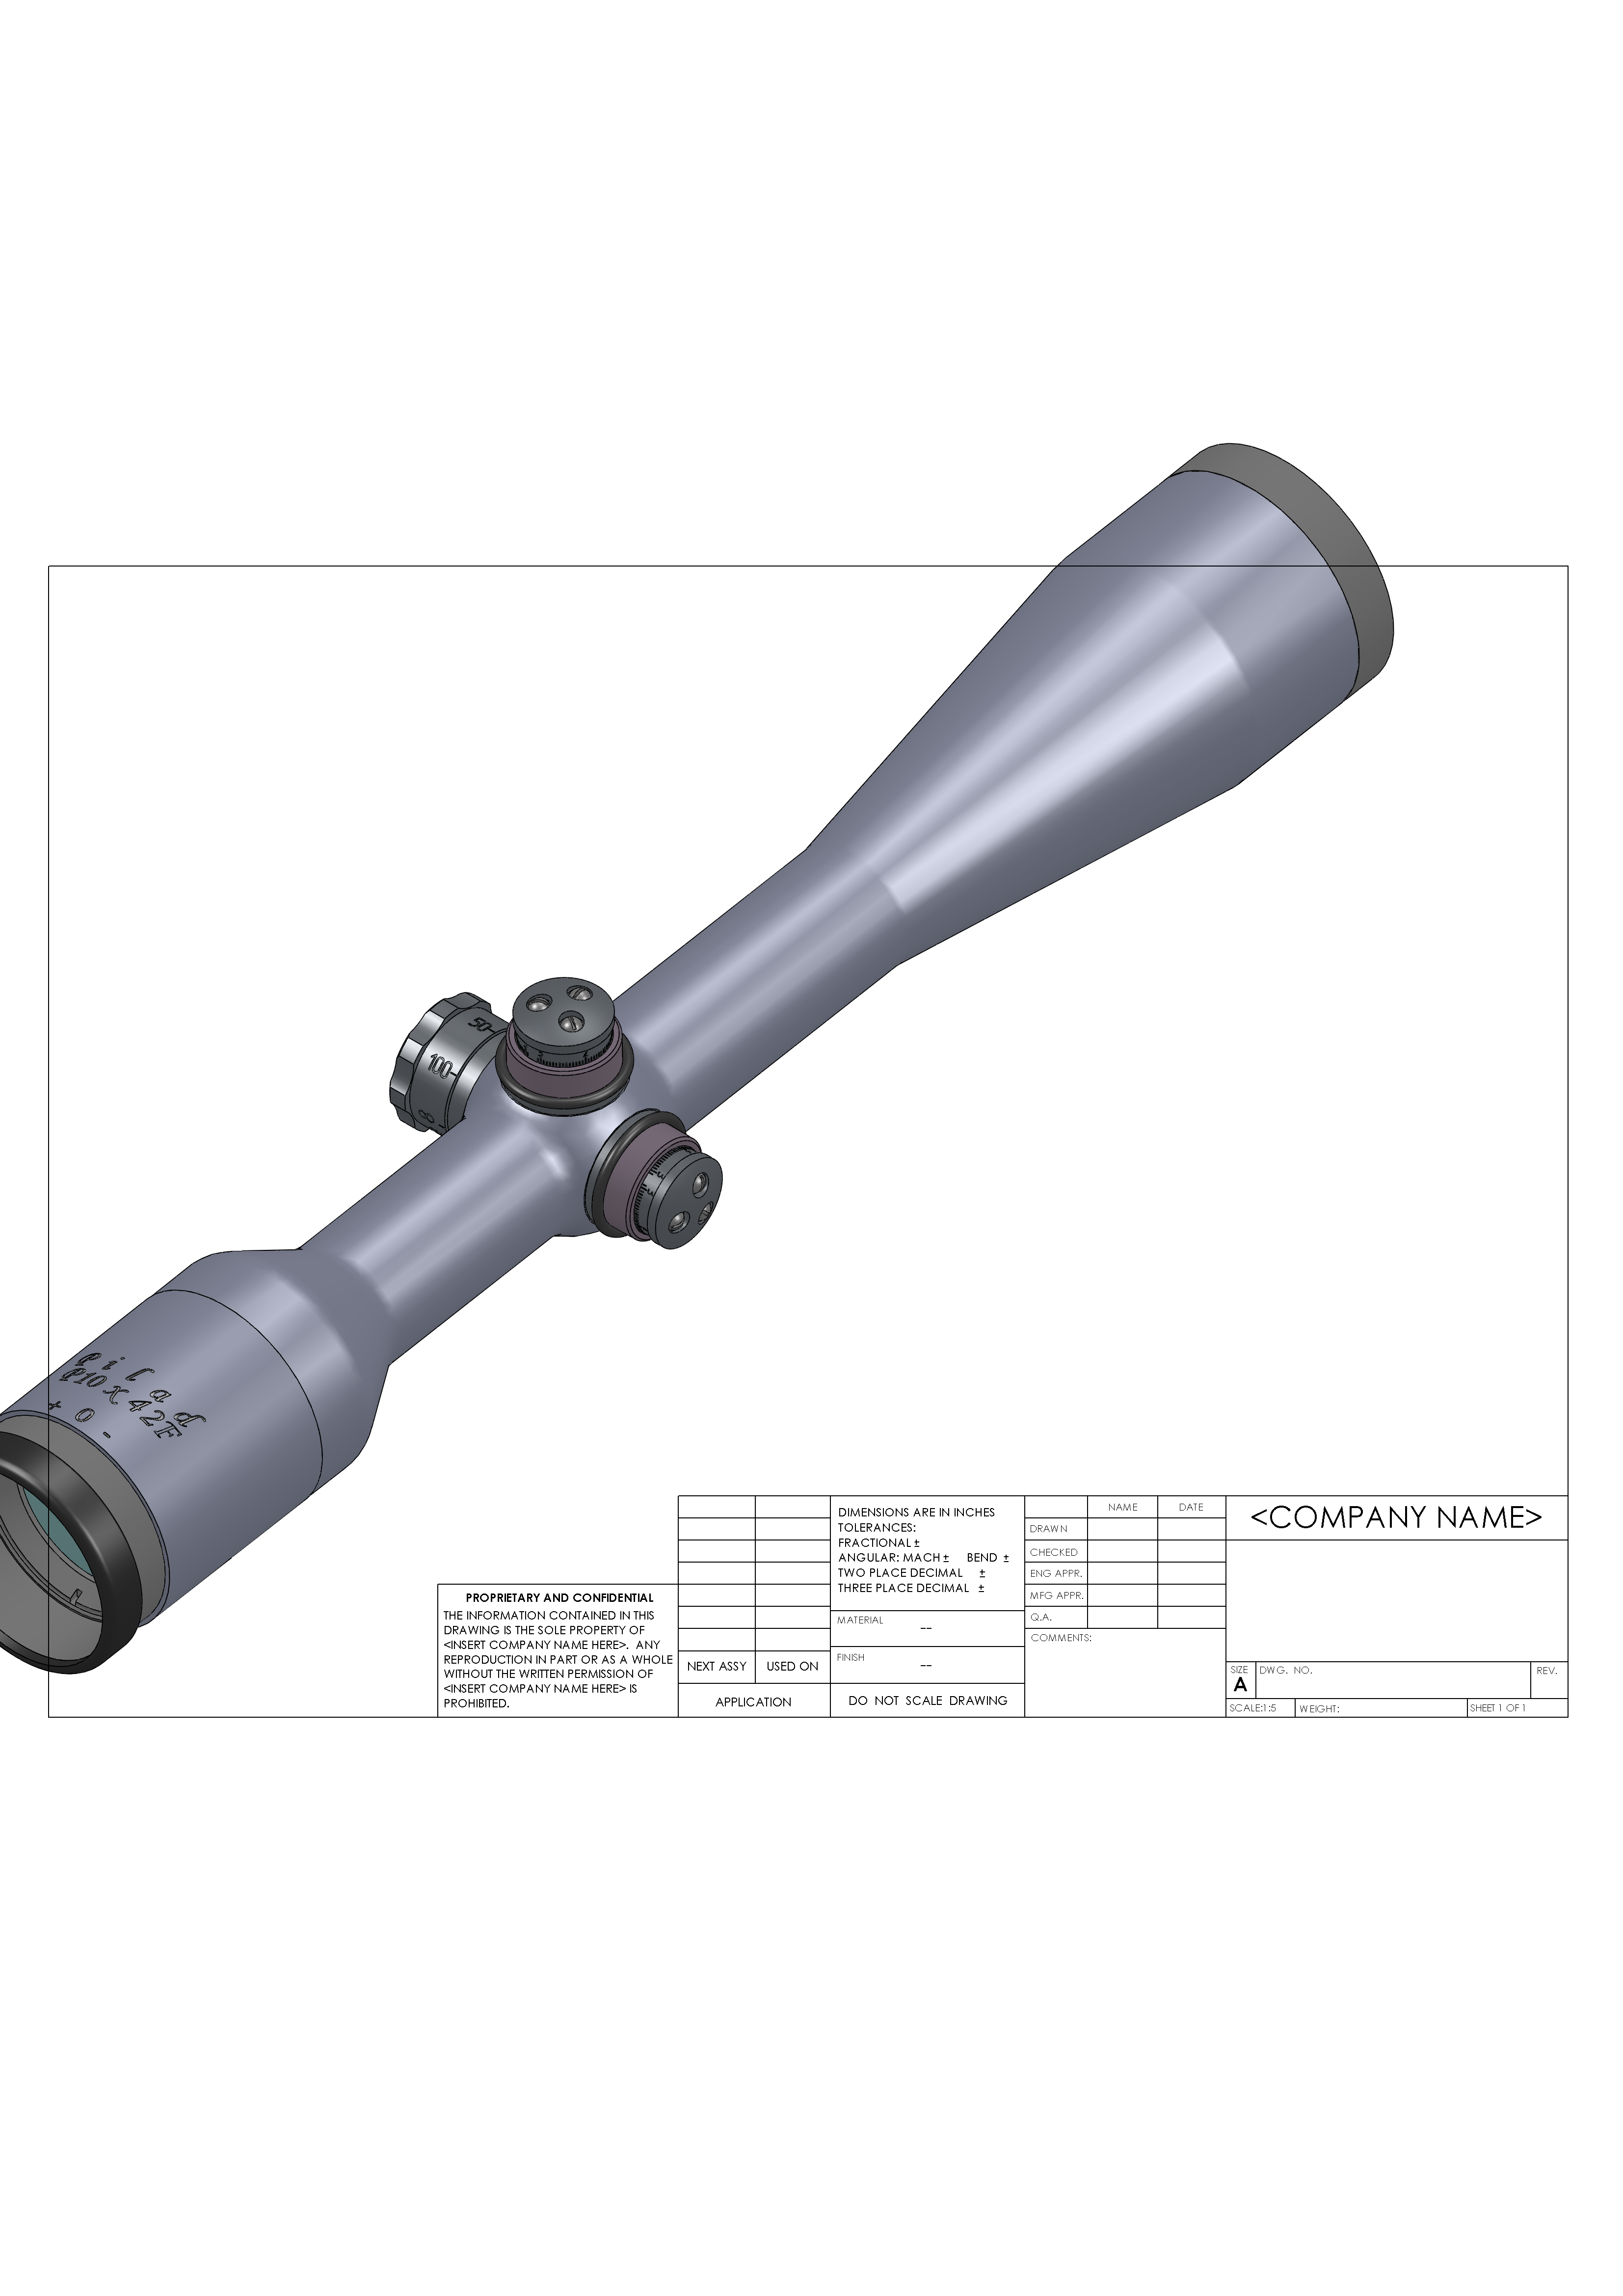 50
100
8
Pilad
P10X42F
+ 0 -
PROPRIETARY AND CONFIDENTIAL
THE INFORMATION CONTAINED IN THIS
DRAWING IS THE SOLE PROPERTY OF
<INSERT COMPANY NAME HERE>. ANY
REPRODUCTION IN PART OR AS A WHOLE
WITHOUT THE WRITTEN PERMISSION OF
<INSERT COMPANY NAME HERE> IS
PROHIBITED.
NEXT ASSY
USED ON
APPLICATION
DIMENSIONS ARE IN INCHES
TOLERANCES:
FRACTIONAL ±
ANGULAR: MACH ± BEND ±
TWO PLACE DECIMAL ±
THREE PLACE DECIMAL ±
MATERIAL
--
FINISH
--
DO NOT SCALE DRAWING
NAME
DATE
DRAWN
CHECKED
ENG APPR.
MFG APPR.
Q.A.
COMMENTS:
<COMPANY NAME>
SIZE
A
DWG. NO.
REV.
SCALE:1:5
WEIGHT:
SHEET 1 OF 1